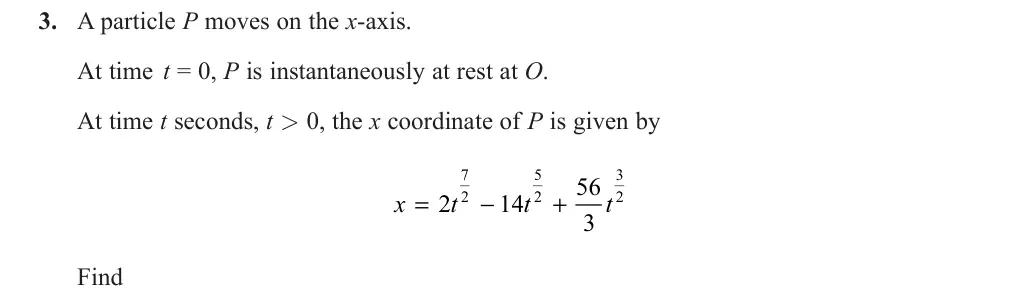 3. A particle P moves on the x-axis.
At time t = 0, P is instantaneously at rest at O.
At time t seconds, t > 0, the x coordinate of P is given by
x = 2t^{7/2} – 14t^{5/2} + \frac{56}{3}t^{3/2}
Find